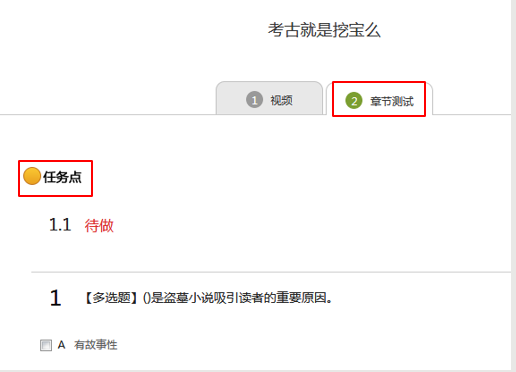 考古就是挖宝么
1 视频 2 章节测试
任务点
1.1 待做
1 【多选题】()是盗墓小说吸引读者的重要原因。
A 有故事性